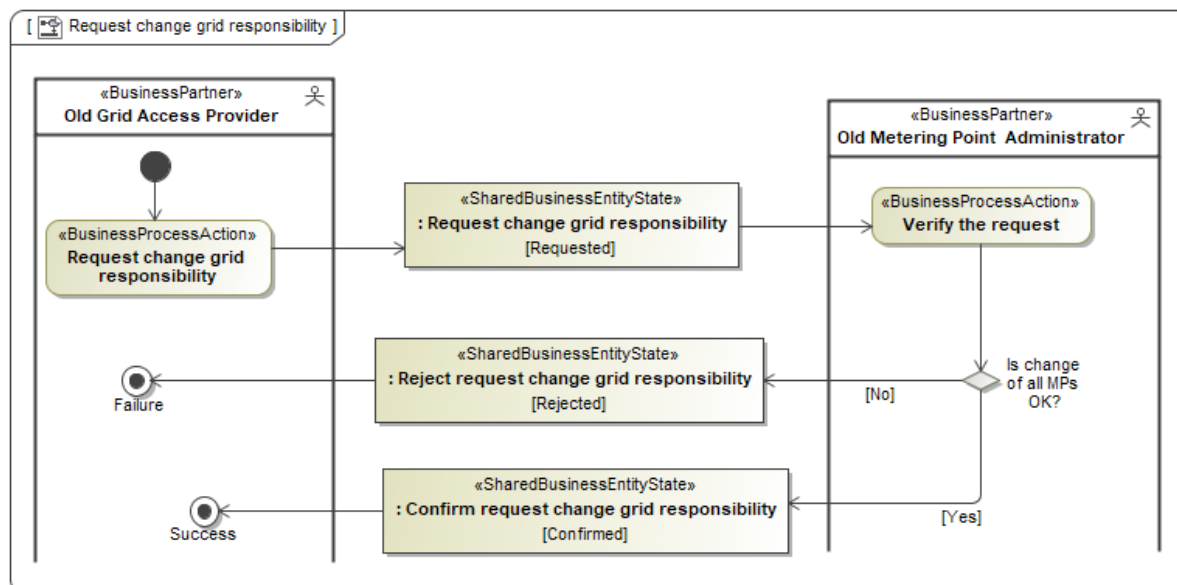 [ Request change grid responsibility ]
«BusinessPartner»
Old Grid Access Provider
«BusinessPartner»
Old Metering Point Administrator
«BusinessProcessAction»
Request change grid
responsibility
«SharedBusinessEntityState»
: Request change grid responsibility
[Requested]
«BusinessProcessAction»
Verify the request
Failure
«SharedBusinessEntityState»
: Reject request change grid responsibility
[Rejected]
[No]
Is change
of all MPs
OK?
Success
«SharedBusinessEntityState»
: Confirm request change grid responsibility
[Confirmed]
[Yes]